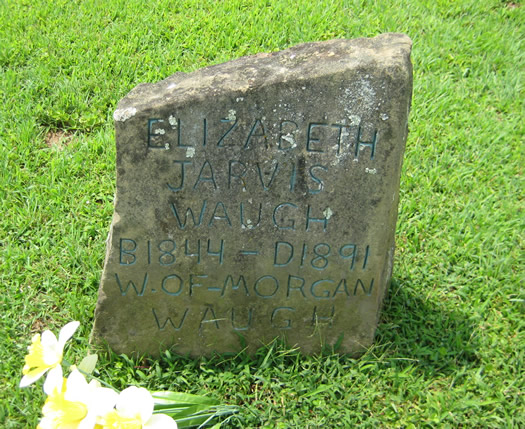 ELIZABETH
JARVIS
WAUGH
B1844 - D1891
W-OF-MORGAN
WAUGH